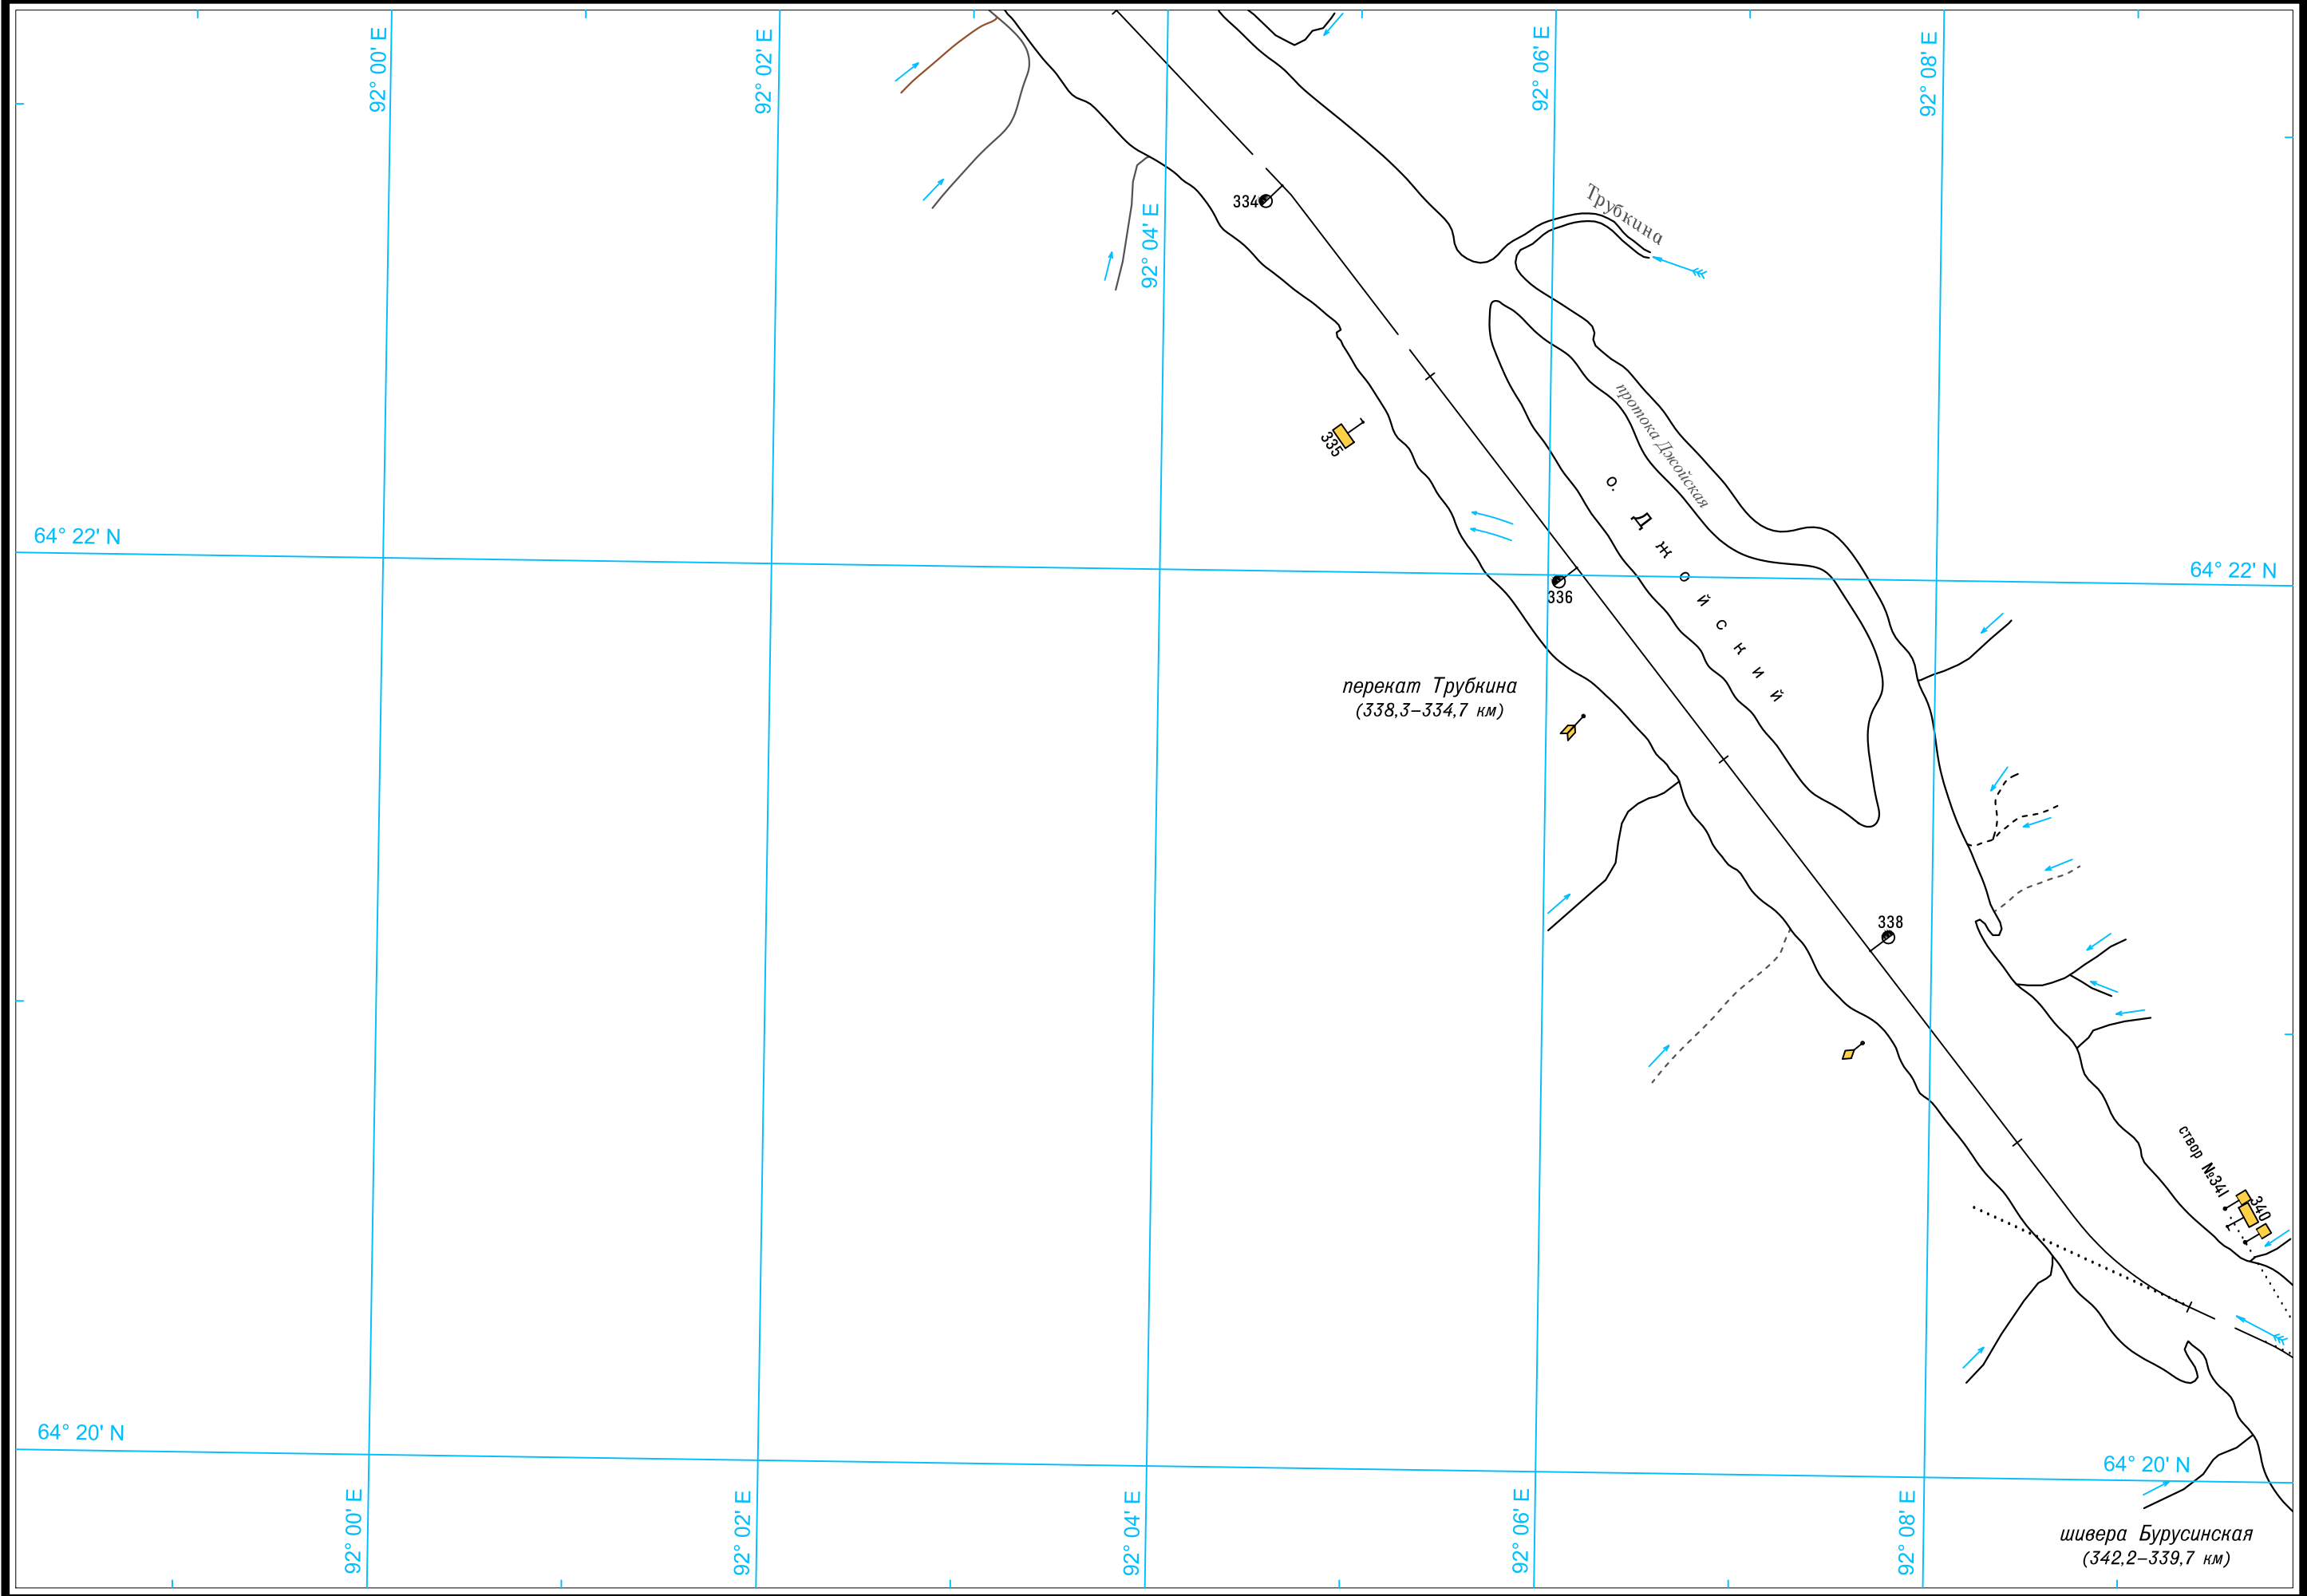 92° 00' E
92° 02' E
92° 04' E
92° 06' E
92° 08' E
334
Трубкина
протока Джойская
335
о. Джойский
64° 22' N
64° 22' N
336
перекат Трубкина
(338,3–334,7 км)
338
створ №341
340
64° 20' N
64° 20' N
92° 00' E
92° 02' E
92° 04' E
92° 06' E
92° 08' E
шивера Бурусинская
(342,2–339,7 км)